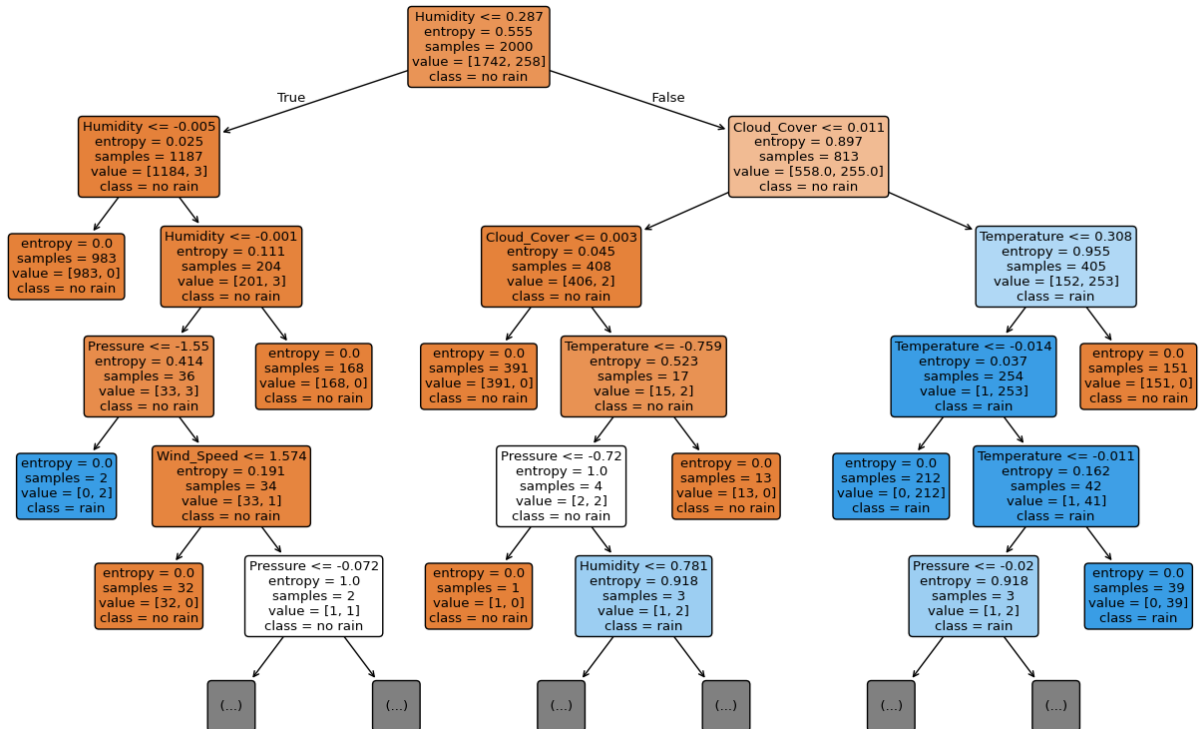 Humidity <= 0.287
entropy = 0.555
samples = 2000
value = [1742, 258]
class = no rain
True
False
Humidity <= -0.005
entropy = 0.025
samples = 1187
value = [1184, 3]
class = no rain
Cloud_Cover <= 0.011
entropy = 0.897
samples = 813
value = [558.0, 255.0]
class = no rain
entropy = 0.0
samples = 983
value = [983, 0]
class = no rain
Humidity <= -0.001
entropy = 0.111
samples = 204
value = [201, 3]
class = no rain
Cloud_Cover <= 0.003
entropy = 0.045
samples = 408
value = [406, 2]
class = no rain
Temperature <= 0.308
entropy = 0.955
samples = 405
value = [152, 253]
class = rain
Pressure <= -1.55
entropy = 0.414
samples = 36
value = [33, 3]
class = no rain
entropy = 0.0
samples = 168
value = [168, 0]
class = no rain
entropy = 0.0
samples = 391
value = [391, 0]
class = no rain
Temperature <= -0.759
entropy = 0.523
samples = 17
value = [15, 2]
class = no rain
Temperature <= -0.014
entropy = 0.037
samples = 254
value = [1, 253]
class = rain
entropy = 0.0
samples = 151
value = [151, 0]
class = no rain
entropy = 0.0
samples = 2
value = [0, 2]
class = rain
Wind_Speed <= 1.574
entropy = 0.191
samples = 34
value = [33, 1]
class = no rain
Pressure <= -0.72
entropy = 1.0
samples = 4
value = [2, 2]
class = no rain
entropy = 0.0
samples = 13
value = [13, 0]
class = no rain
entropy = 0.0
samples = 212
value = [0, 212]
class = rain
Temperature <= -0.011
entropy = 0.162
samples = 42
value = [1, 41]
class = rain
entropy = 0.0
samples = 32
value = [32, 0]
class = no rain
Pressure <= -0.072
entropy = 1.0
samples = 2
value = [1, 1]
class = no rain
entropy = 0.0
samples = 1
value = [1, 0]
class = no rain
Humidity <= 0.781
entropy = 0.918
samples = 3
value = [1, 2]
class = rain
Pressure <= -0.02
entropy = 0.918
samples = 3
value = [1, 2]
class = rain
entropy = 0.0
samples = 39
value = [0, 39]
class = rain
(...)
(...)
(...)
(...)
(...)
(...)